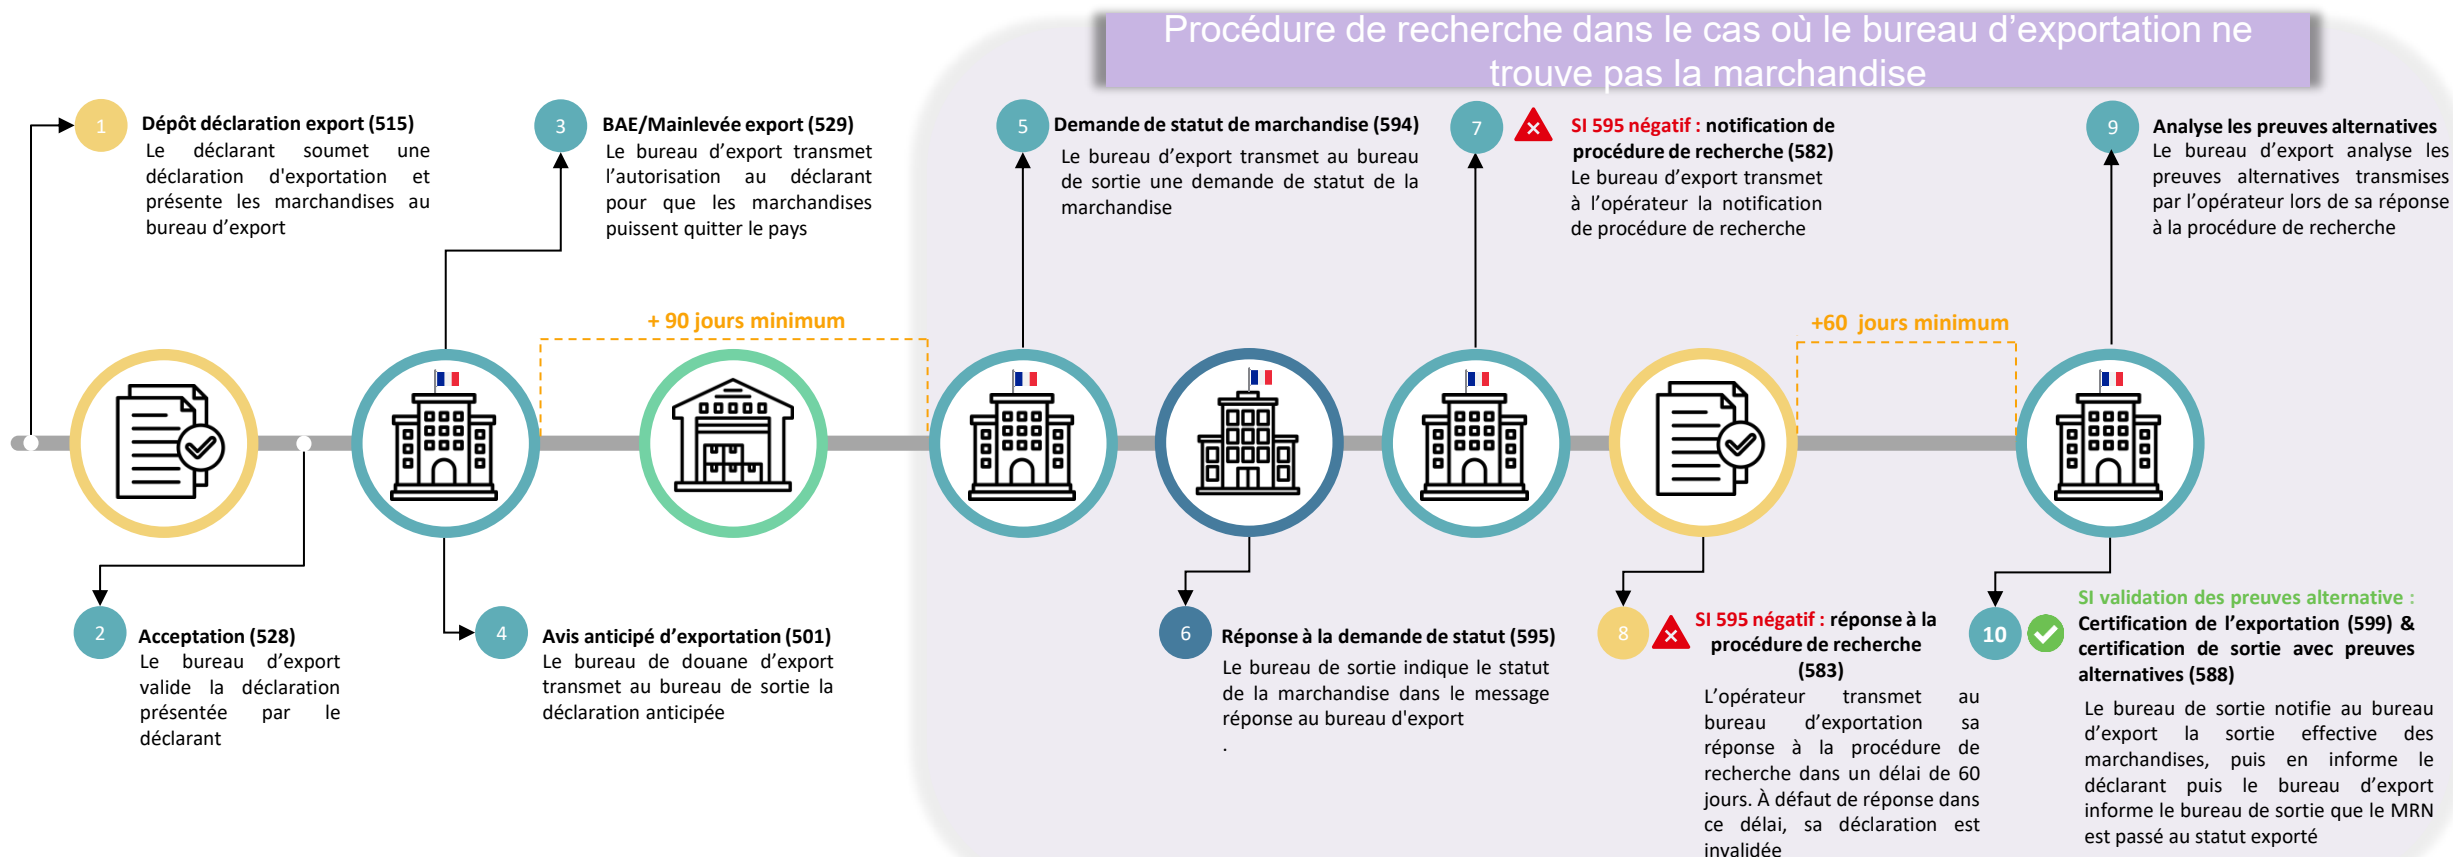 Procédure de recherche dans le cas où le bureau d'exportation ne
trouve pas la marchandise
1
Dépôt déclaration export (515)
Le déclarant soumet une
déclaration d'exportation et
présente les marchandises au
bureau d'export
3
BAE/Mainlevée export (529)
Le bureau d'export transmet
l'autorisation au déclarant
pour que les marchandises
puissent quitter le pays
5
Demande de statut de marchandise (594)
Le bureau d'export transmet au bureau
de sortie une demande de statut de la
marchandise
7
SI 595 négatif : notification de
procédure de recherche (582)
Le bureau d'export transmet
à l'opérateur la notification
de procédure de recherche
9
Analyse les preuves alternatives
Le bureau d'export analyse les
preuves alternatives transmises
par l'opérateur lors de sa réponse
à la procédure de recherche
+ 90 jours minimum
+60 jours minimum
2
Acceptation (528)
Le bureau d'export
valide la déclaration
présentée par le
déclarant
4
Avis anticipé d'exportation (501)
Le bureau de douane d'export
transmet au bureau de sortie la
déclaration anticipée
6
Réponse à la demande de statut (595)
Le bureau de sortie indique le statut
de la marchandise dans le message
réponse au bureau d'export
.
8
SI 595 négatif : réponse à la
procédure de recherche
(583)
L'opérateur transmet au
bureau d'exportation sa
réponse à la procédure de
recherche dans un délai de 60
jours. À défaut de réponse dans
ce délai, sa déclaration est
invalidée
10
SI validation des preuves alternative :
Certification de l'exportation (599) &
certification de sortie avec preuves
alternatives (588)
Le bureau de sortie notifie au bureau
d'export la sortie effective des
marchandises, puis en informe le
déclarant puis le bureau d'export
informe le bureau de sortie que le MRN
est passé au statut exporté